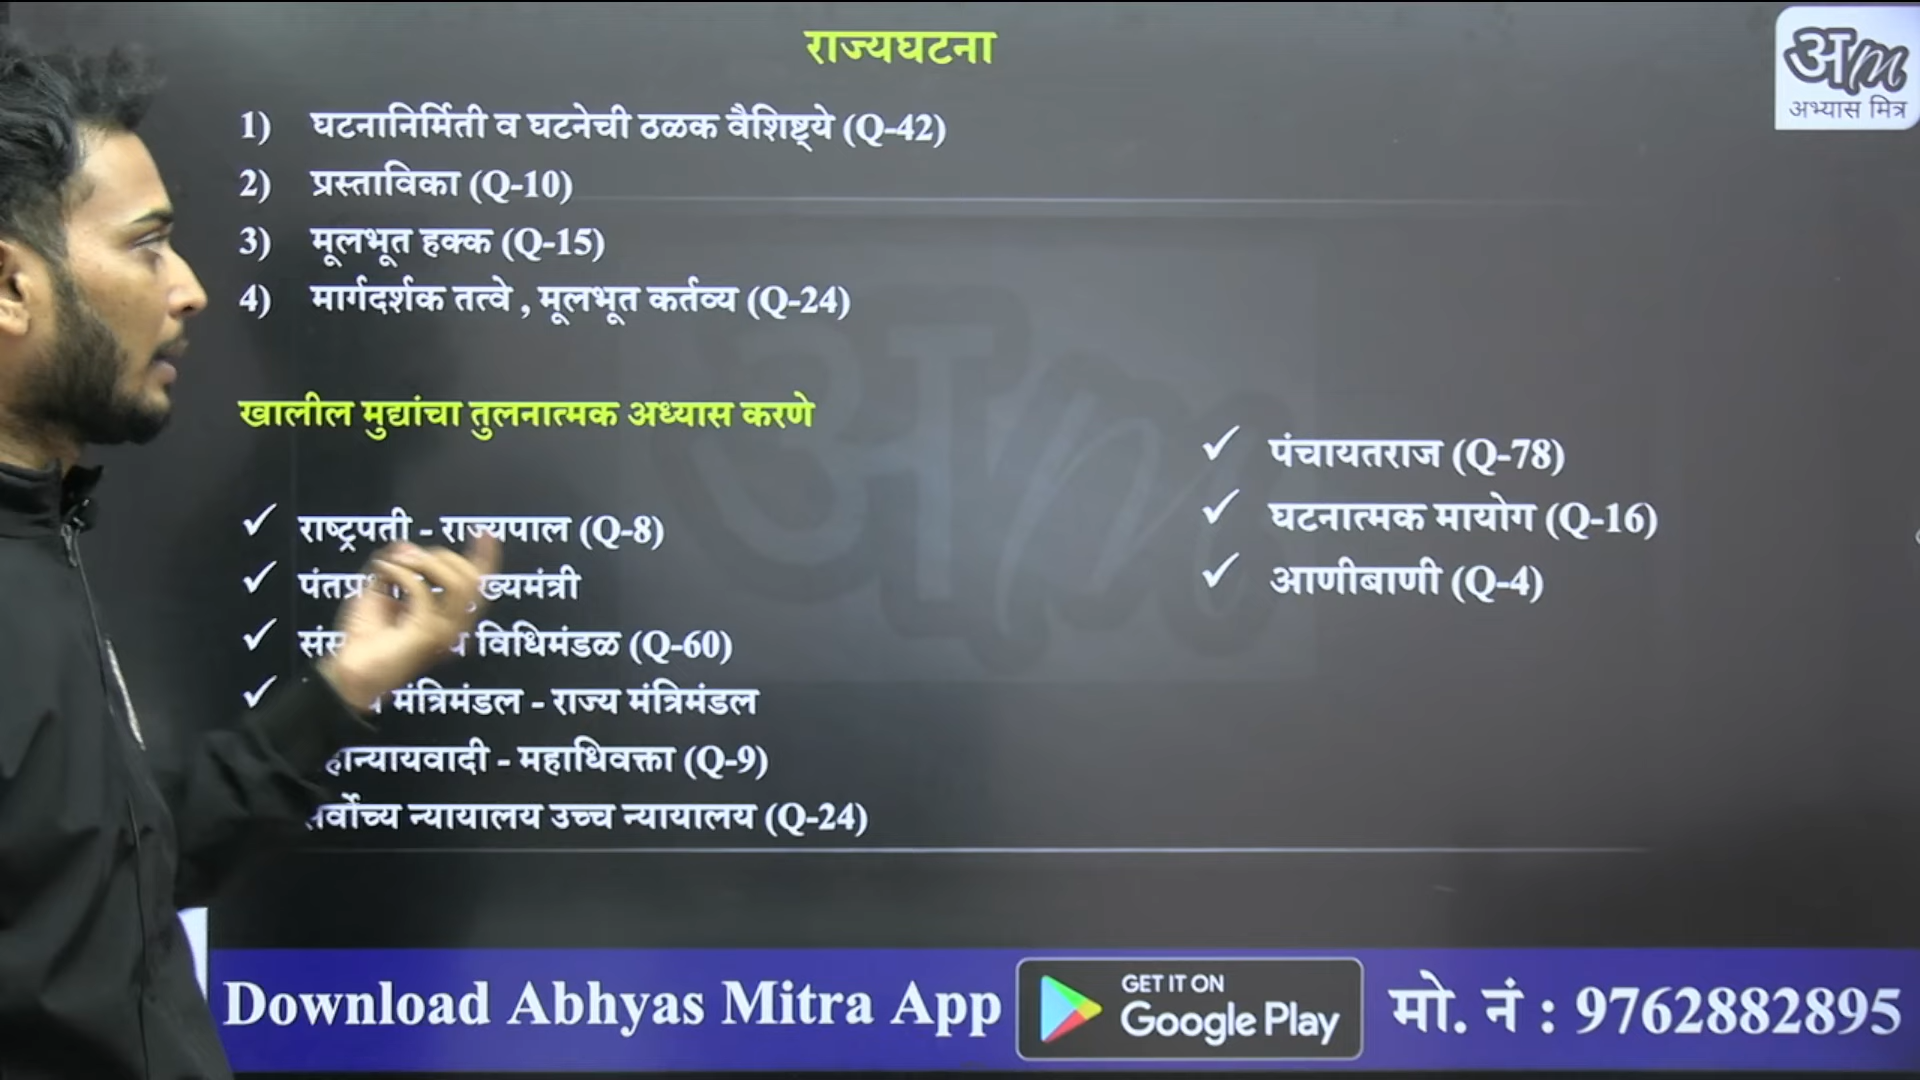 राज्यघटना
अm
अभ्यास मित्र
1) घटनानिर्मिती व घटनेची ठळक वैशिष्ट्ये (Q-42)
2) प्रस्ताविका (Q-10)
3) मूलभूत हक्क (Q-15)
4) मार्गदर्शक तत्वे , मूलभूत कर्तव्य (Q-24)
खालील मुद्यांचा तुलनात्मक अध्यास करणे
✓ राष्ट्रपती - राज्यपाल (Q-8)
✓
✓ विधिमंडळ (Q-60)
✓ मंत्रिमंडल - राज्य मंत्रिमंडल
- महाधिवक्ता (Q-9)
न्यायालय उच्च न्यायालय (Q-24)
✓ पंचायतराज (Q-78)
✓ घटनात्मक मायोग (Q-16)
✓ आणीबाणी (Q-4)
Download Abhyas Mitra App
GET IT ON
Google Play
मो. नं : 9762882895